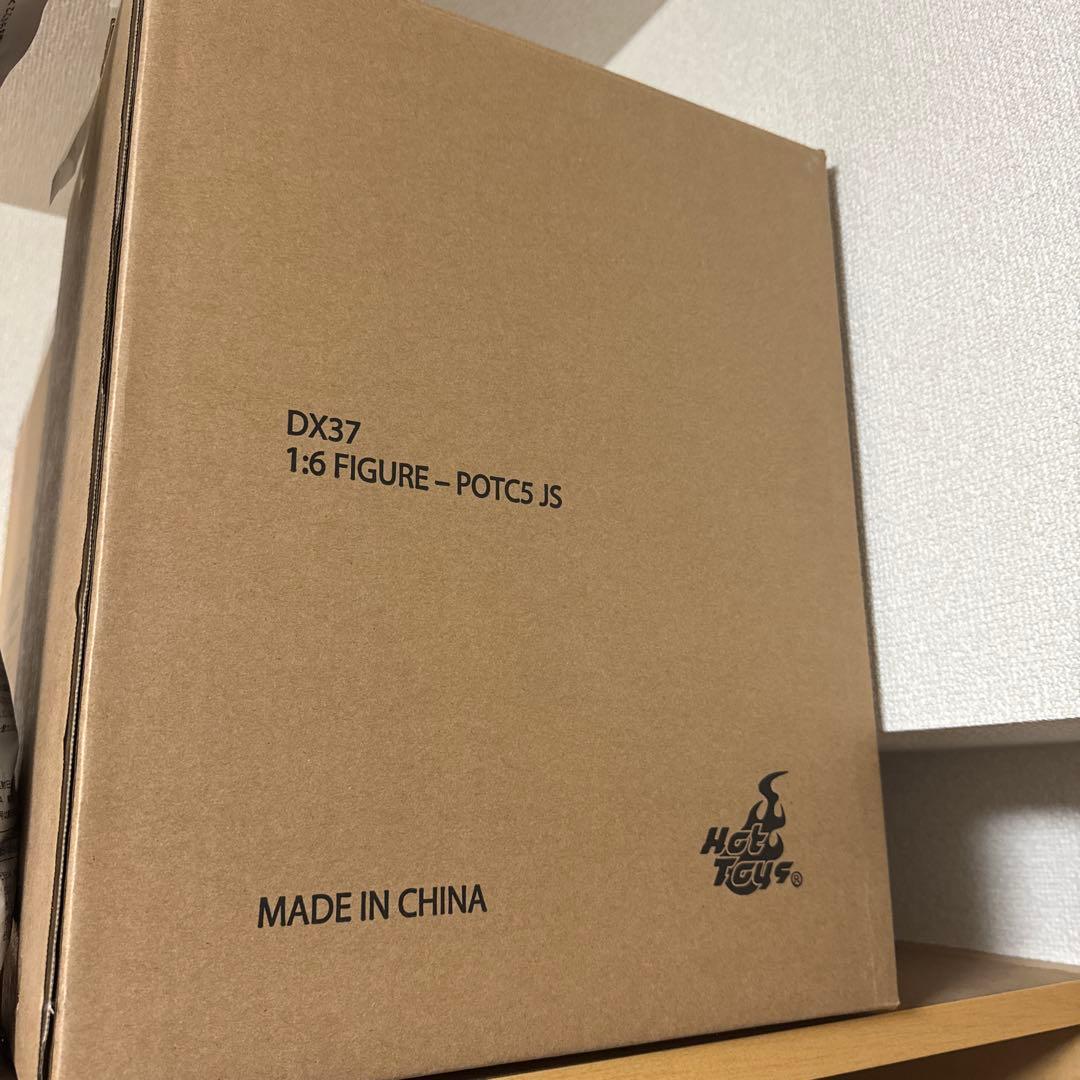 DX37
1:6 FIGURE – POTC5 JS
Hot
Toys®
MADE IN CHINA